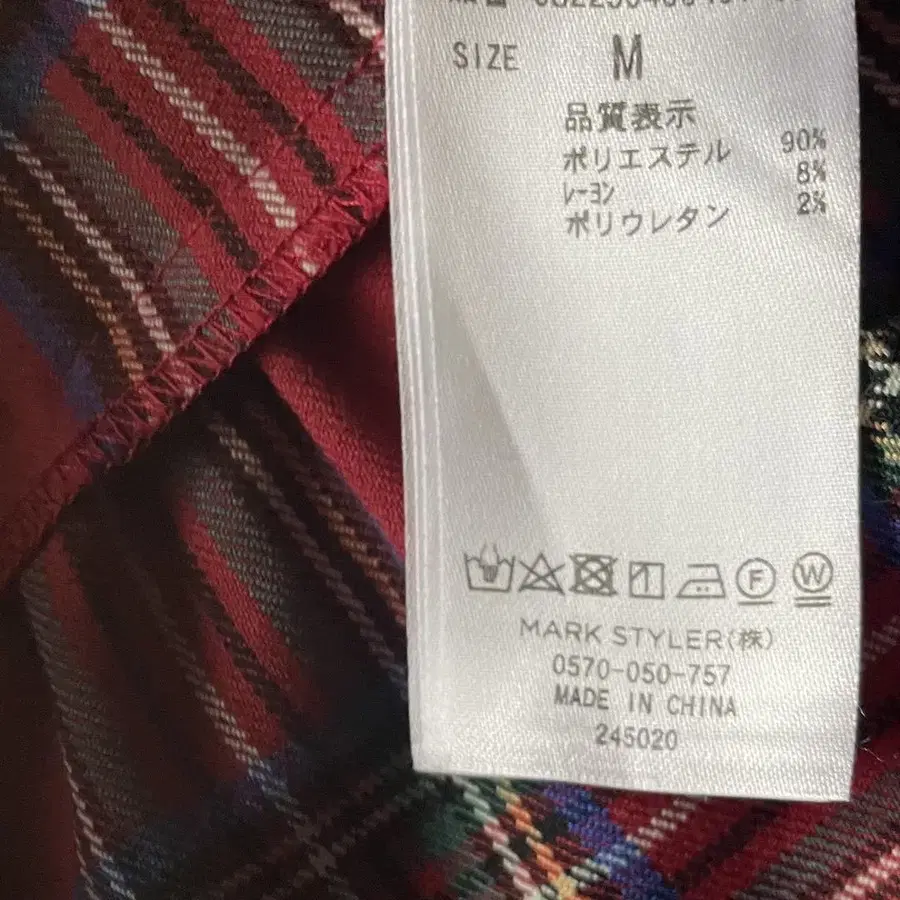 SIZE M
品質表示
ポリエステル 90%
レーヨン 8%
ポリウレタン 2%
F W
MARK STYLER(株)
0570-050-757
MADE IN CHINA
245020